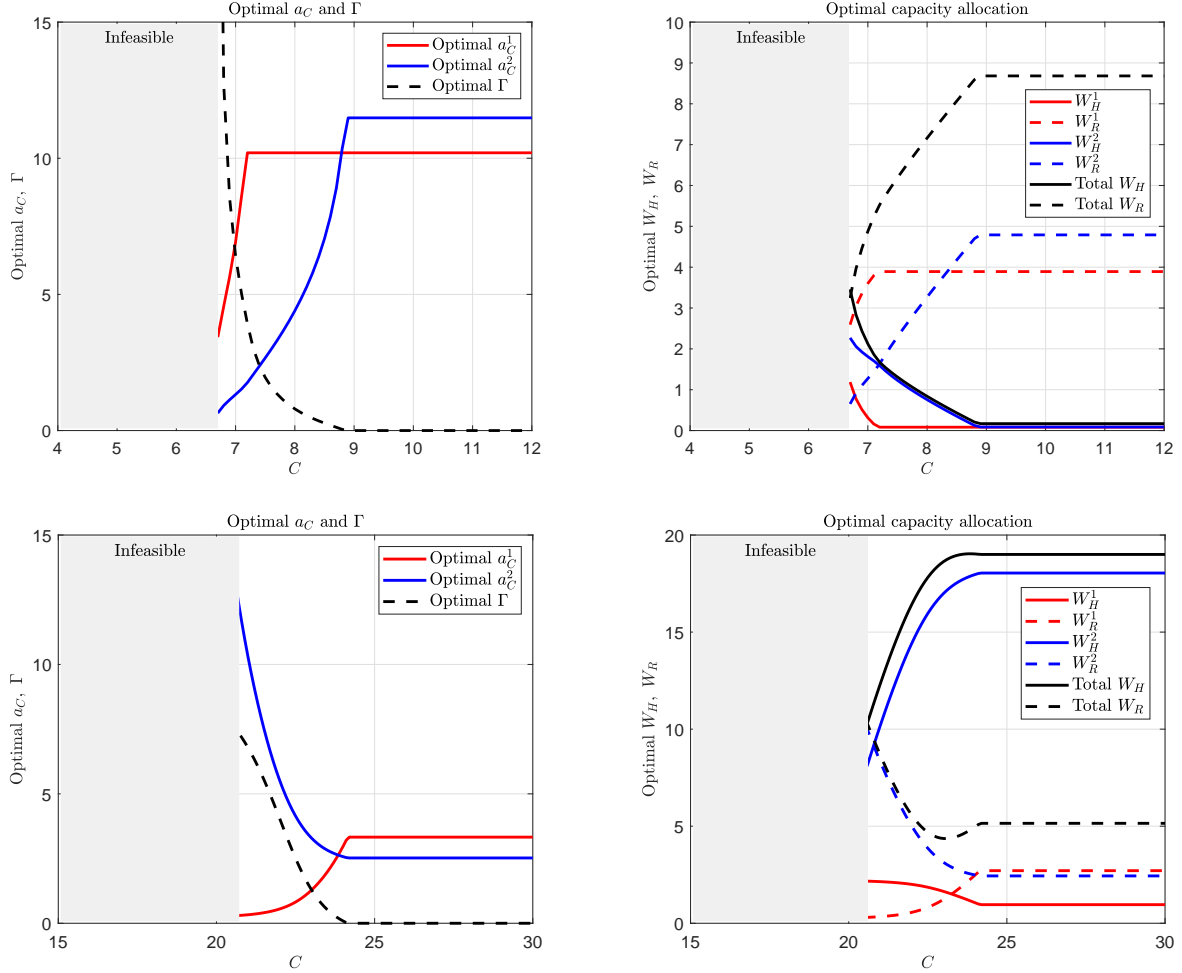 Optimal a_C and Γ
Infeasible
Optimal a_C^1
Optimal a_C^2
Optimal Γ
15
10
5
0
Optimal a_C, Γ
4 5 6 7 8 9 10 11 12
C
Optimal capacity allocation
Infeasible
W_H^1
W_R^1
W_H^2
W_R^2
Total W_H
Total W_R
10
9
8
7
6
5
4
3
2
1
0
Optimal W_H, W_R
4 5 6 7 8 9 10 11 12
C
Optimal a_C and Γ
Infeasible
Optimal a_C^1
Optimal a_C^2
Optimal Γ
15
10
5
0
Optimal a_C, Γ
15 20 25 30
C
Optimal capacity allocation
Infeasible
W_H^1
W_R^1
W_H^2
W_R^2
Total W_H
Total W_R
20
15
10
5
0
Optimal W_H, W_R
15 20 25 30
C